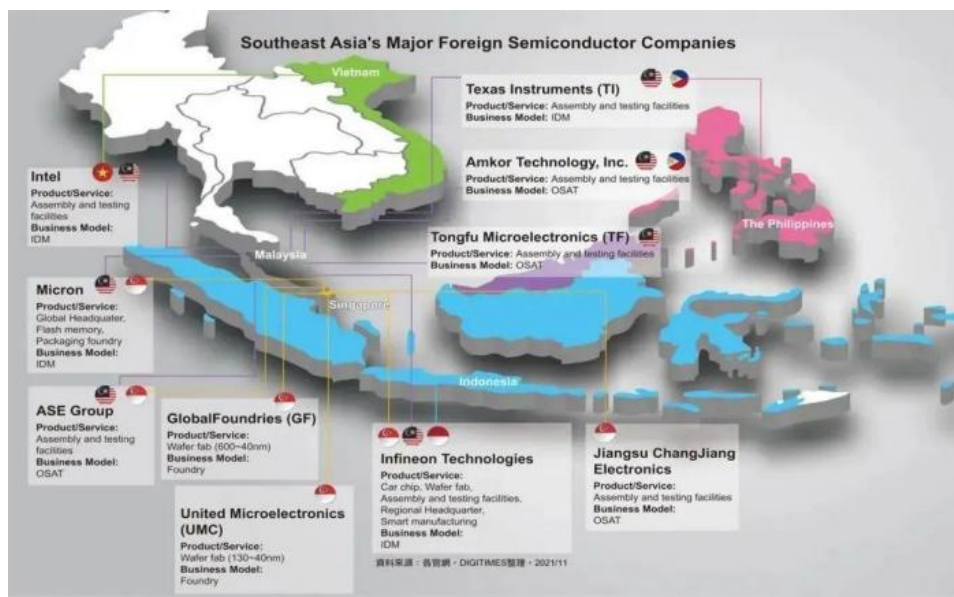 Southeast Asia's Major Foreign Semiconductor Companies
Vietnam
Texas Instruments (TI)
Product/Service: Assembly and testing facilities
Business Model: IDM
Amkor Technology, Inc.
Product/Service: Assembly and testing facilities
Business Model: OSAT
The Philippines
Intel
Product/Service:
Assembly and testing
facilities
Business Model:
IDM
Malaysia
Tongfu Microelectronics (TF)
Product/Service: Assembly and testing facilities
Business Model: OSAT
Micron
Product/Service:
Global Headquater,
Flash memory,
Packaging foundry
Business Model:
IDM
Singapore
Indonesia
ASE Group
Product/Service:
Assembly and testing
facilities
Business Model:
OSAT
GlobalFoundries (GF)
Product/Service:
Wafer fab (600~40nm)
Business Model:
Foundry
United Microelectronics
(UMC)
Product/Service:
Wafer fab (130~40nm)
Business Model:
Foundry
Infineon Technologies
Product/Service:
Car chip, Wafer fab,
Assembly and testing facilities,
Regional Headquarter,
Smart manufacturing
Business Model:
IDM
Jiangsu ChangJiang
Electronics
Product/Service:
Assembly and testing facilities
Business Model:
OSAT
資料來源：各官網，DIGITIMES整理，2021/11